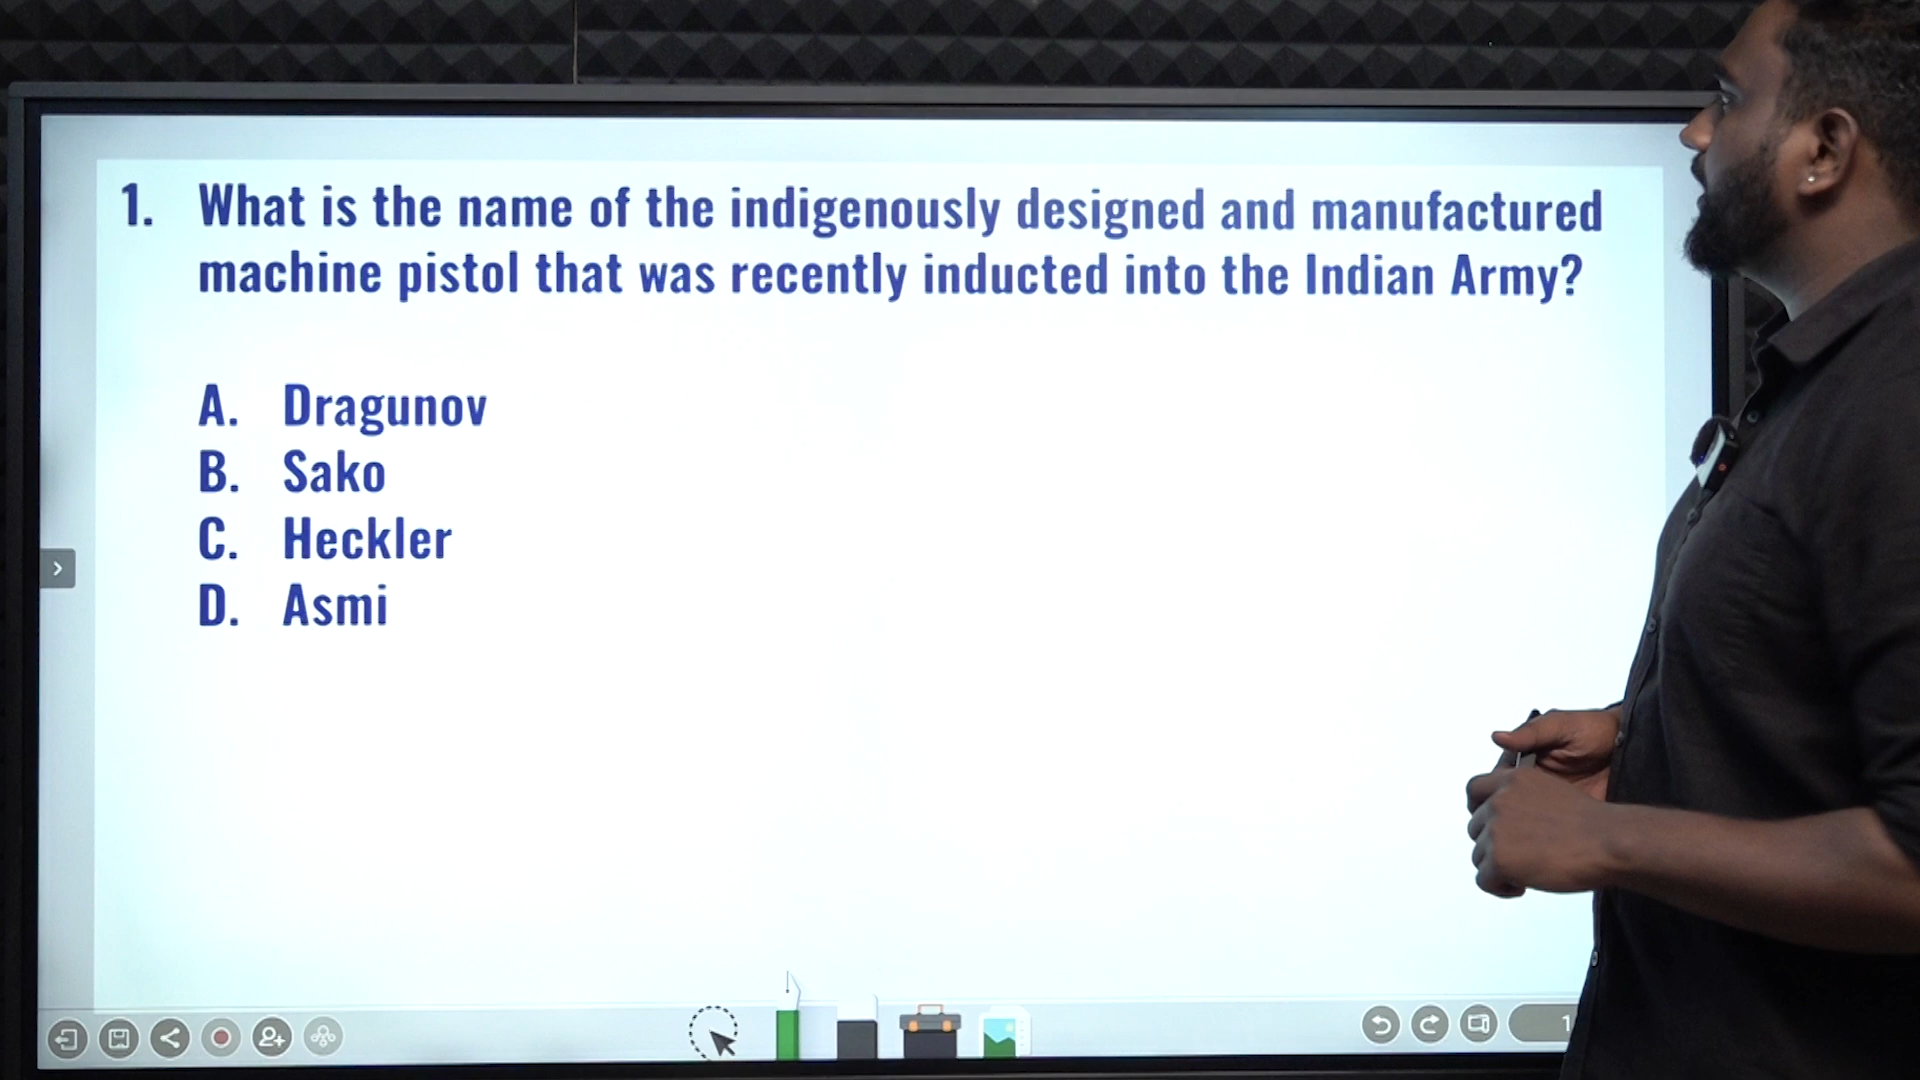 1. What is the name of the indigenously designed and manufactured
machine pistol that was recently inducted into the Indian Army?
A. Dragunov
B. Sako
C. Heckler
D. Asmi
1